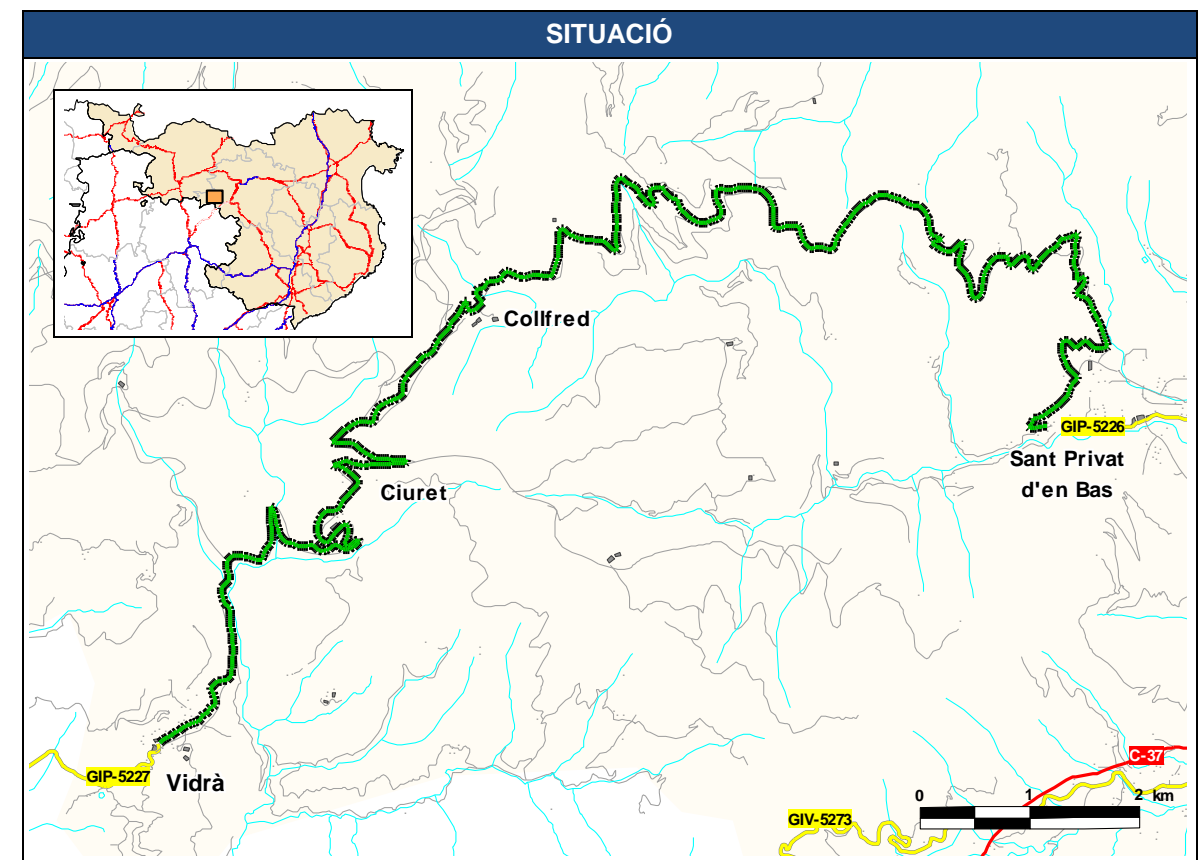 SITUACIÓ
Collfred
GIP-5226
Sant Privat
d'en Bas
Ciuret
C-37
GIP-5227
Vidrà
0 1 2 km
GIV-5273